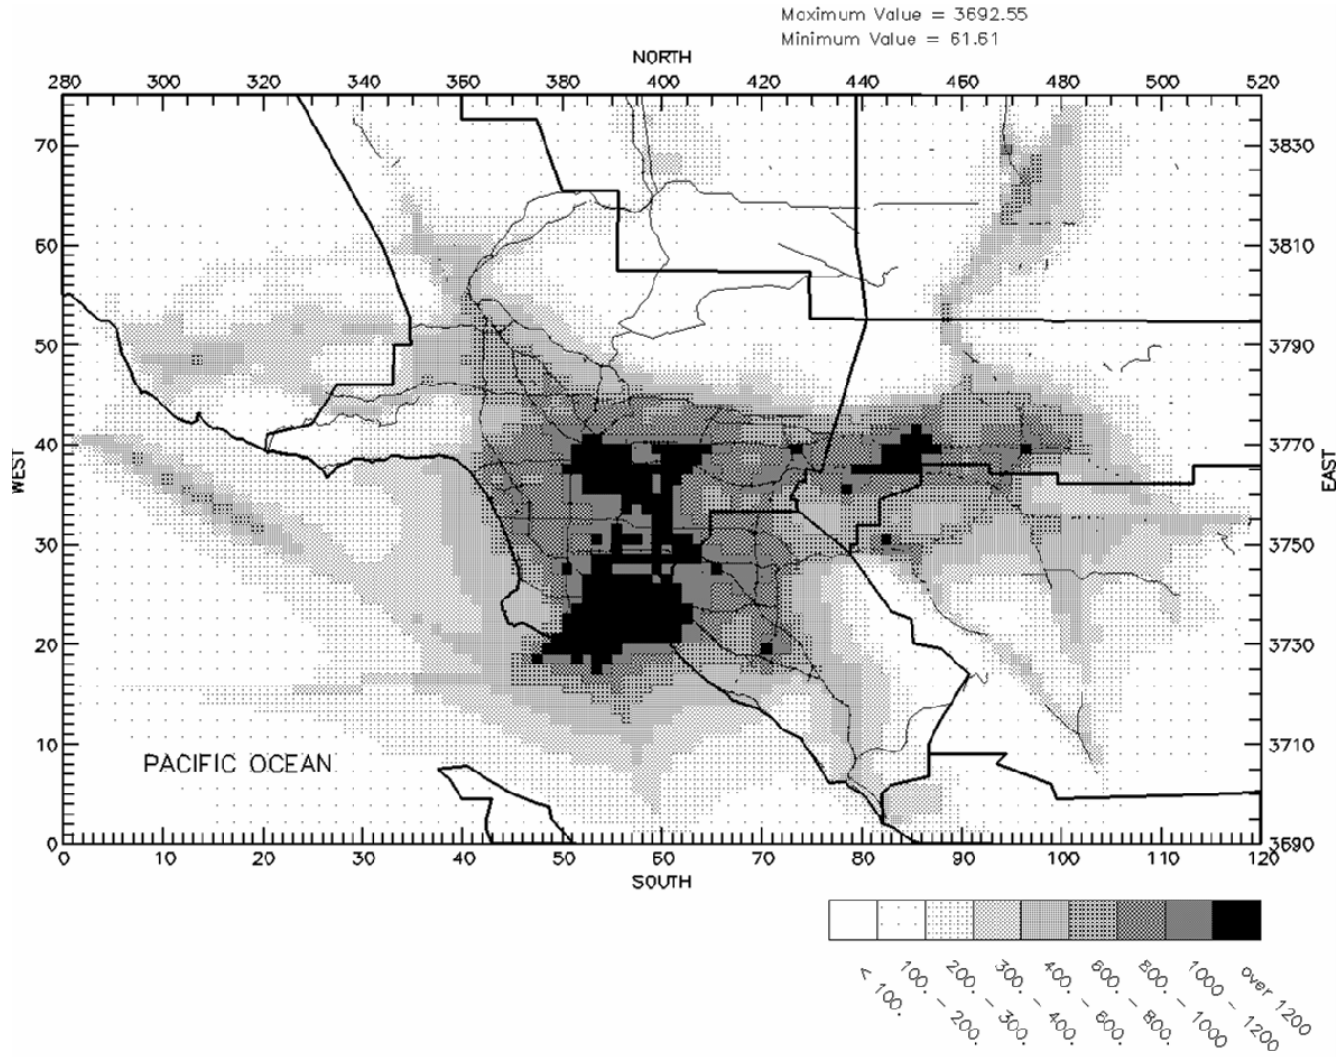 Maximum Value = 3692.55
Minimum Value = 61.61
NORTH
280 300 320 340 360 380 400 420 440 460 480 500 520
70 3830
60 3810
50 3790
40 3770
WEST
EAST
30 3750
20 3730
10 3710
PACIFIC OCEAN
0 3690
0 10 20 30 40 50 60 70 80 90 100 110 120
SOUTH
< 100.
100. - 200.
200. - 300.
300. - 400.
400. - 600.
600. - 800.
800. - 1000
1000 - 1200
over 1200